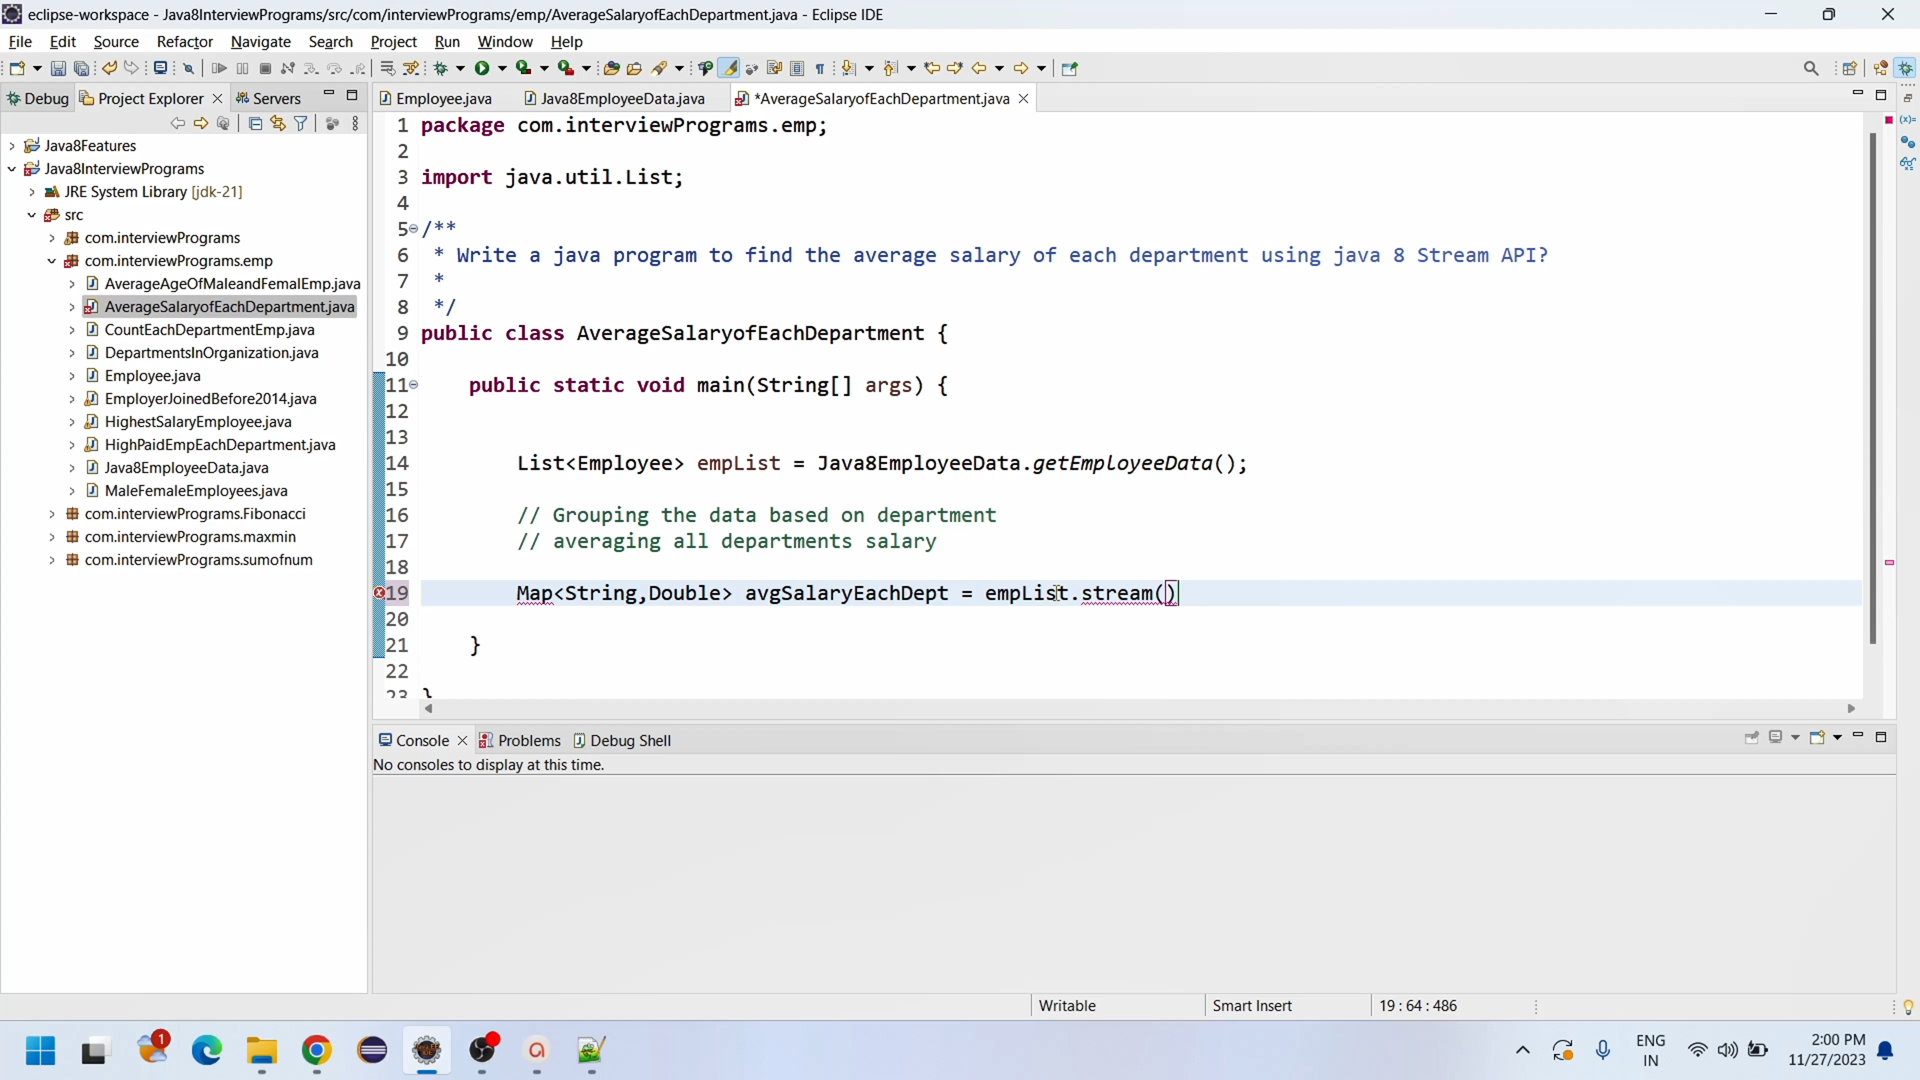 eclipse-workspace - Java8InterviewPrograms/src/com/interviewPrograms/emp/AverageSalaryofEachDepartment.java - Eclipse IDE
File Edit Source Refactor Navigate Search Project Run Window Help
Debug Project Explorer Servers
Employee.java Java8EmployeeData.java *AverageSalaryofEachDepartment.java
Java8Features
Java8InterviewPrograms
JRE System Library [jdk-21]
src
com.interviewPrograms
com.interviewPrograms.emp
AverageAgeOfMaleandFemalEmp.java
AverageSalaryofEachDepartment.java
CountEachDepartmentEmp.java
DepartmentsInOrganization.java
Employee.java
EmployerJoinedBefore2014.java
HighestSalaryEmployee.java
HighPaidEmpEachDepartment.java
Java8EmployeeData.java
MaleFemaleEmployees.java
com.interviewPrograms.Fibonacci
com.interviewPrograms.maxmin
com.interviewPrograms.sumofnum
1 package com.interviewPrograms.emp;
2
3 import java.util.List;
4
5 /**
6 * Write a java program to find the average salary of each department using java 8 Stream API?
7 *
8 */
9 public class AverageSalaryofEachDepartment {
10
11 public static void main(String[] args) {
12
13
14 List<Employee> empList = Java8EmployeeData.getEmployeeData();
15
16 // Grouping the data based on department
17 // averaging all departments salary
18
19 Map<String,Double> avgSalaryEachDept = empList.stream()
20
21 }
22
23 }
Console Problems Debug Shell
No consoles to display at this time.
Writable Smart Insert 19 : 64 : 486
1
ENG
IN
2:00 PM
11/27/2023